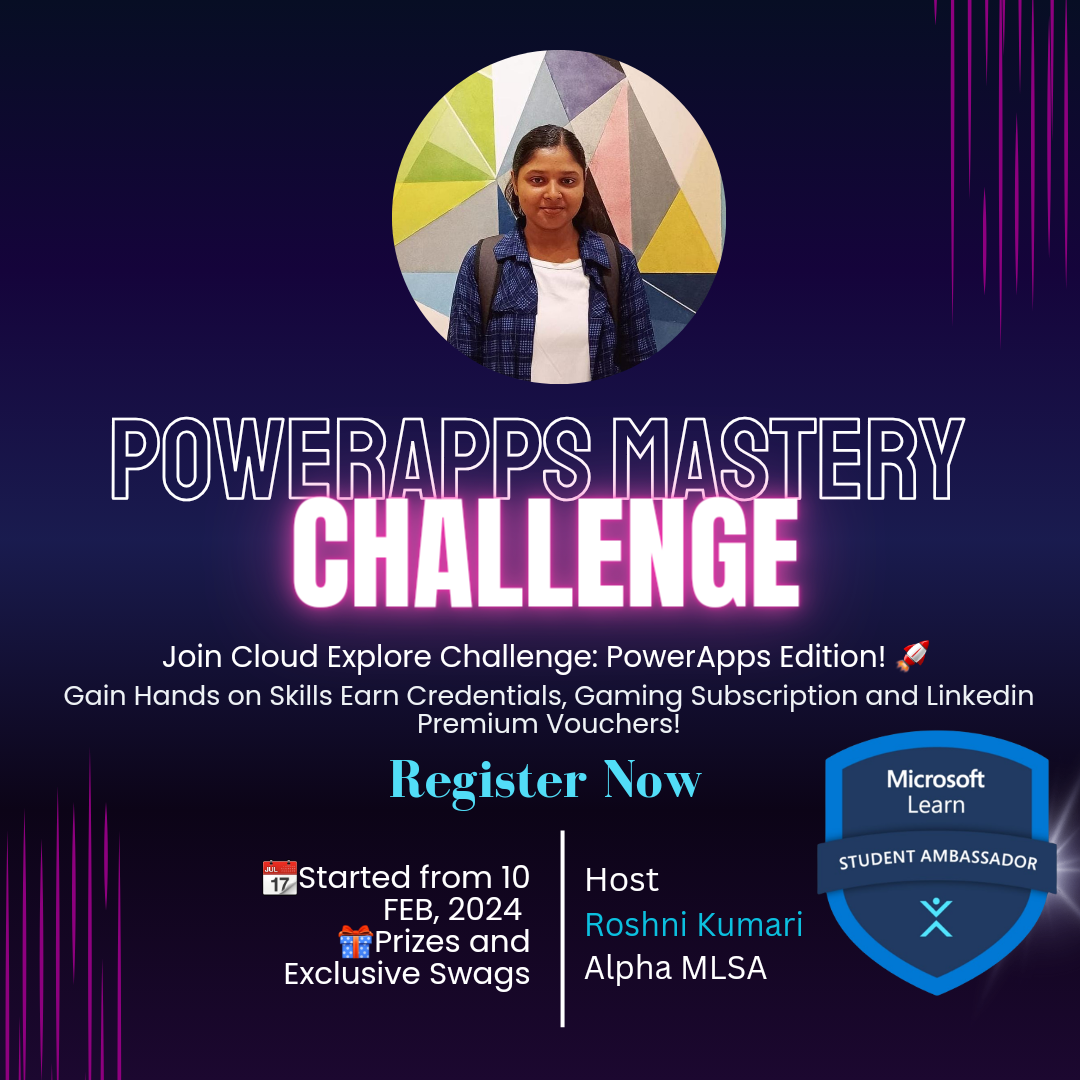 POWERAPPS MASTERY
CHALLENGE
Join Cloud Explore Challenge: PowerApps Edition! 🚀
Gain Hands on Skills Earn Credentials, Gaming Subscription and Linkedin
Premium Vouchers!
Register Now
📅Started from 10
FEB, 2024
🎁Prizes and
Exclusive Swags
Host
Roshni Kumari
Alpha MLSA
Microsoft
Learn
STUDENT AMBASSADOR